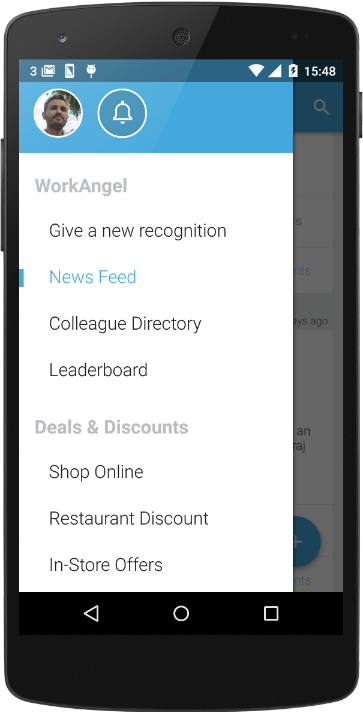 3 15:48
WorkAngel
Give a new recognition
rs
News Feed
nts
Colleague Directory
ays ago
Leaderboard
Deals & Discounts
an
raj
Shop Online
Restaurant Discount
In-Store Offers
nts